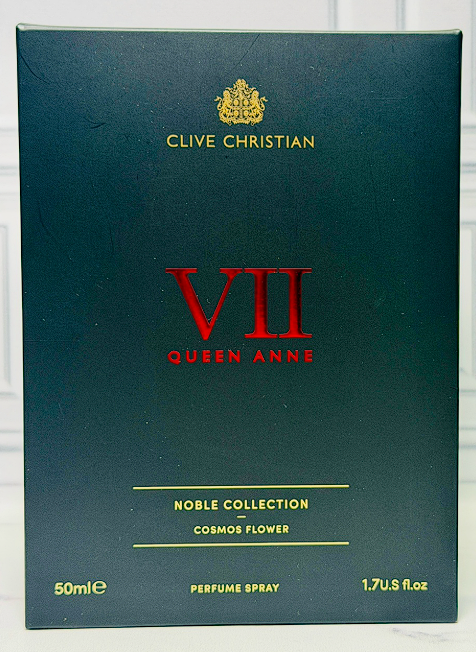 CLIVE CHRISTIAN
VII
QUEEN ANNE
NOBLE COLLECTION
COSMOS FLOWER
50ml℮ PERFUME SPRAY 1.7U.S fl.oz